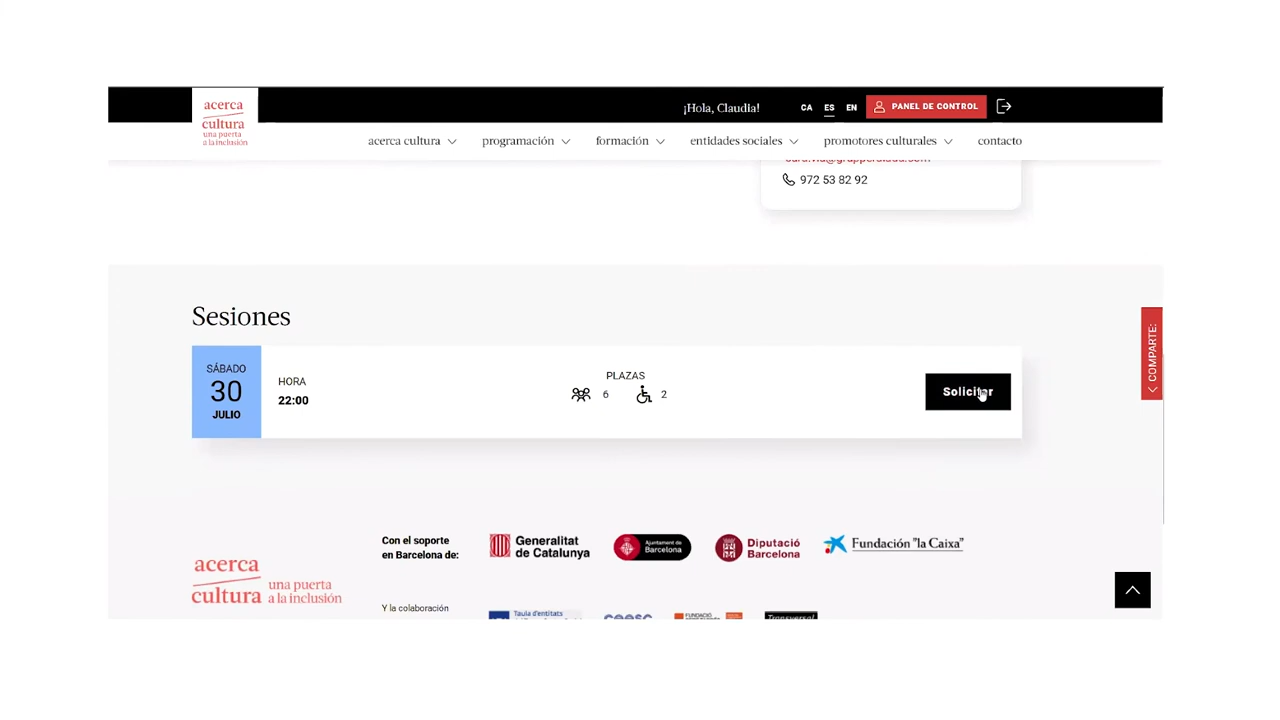 acerca
cultura
una puerta
a la inclusión
¡Hola, Claudia!
CA ES EN
PANEL DE CONTROL
acerca cultura
programación
formación
entidades sociales
promotores culturales
contacto
972 53 82 92
Sesiones
SÁBADO
30
JULIO
HORA
22:00
PLAZAS
6 2
Solicitar
COMPARTE:
acerca
cultura
una puerta
a la inclusión
Con el soporte
en Barcelona de:
Generalitat
de Catalunya
Ajuntament de
Barcelona
Diputació
Barcelona
Fundación "la Caixa"
Y la colaboración
Taula d'entitats
FUNDACIÓ